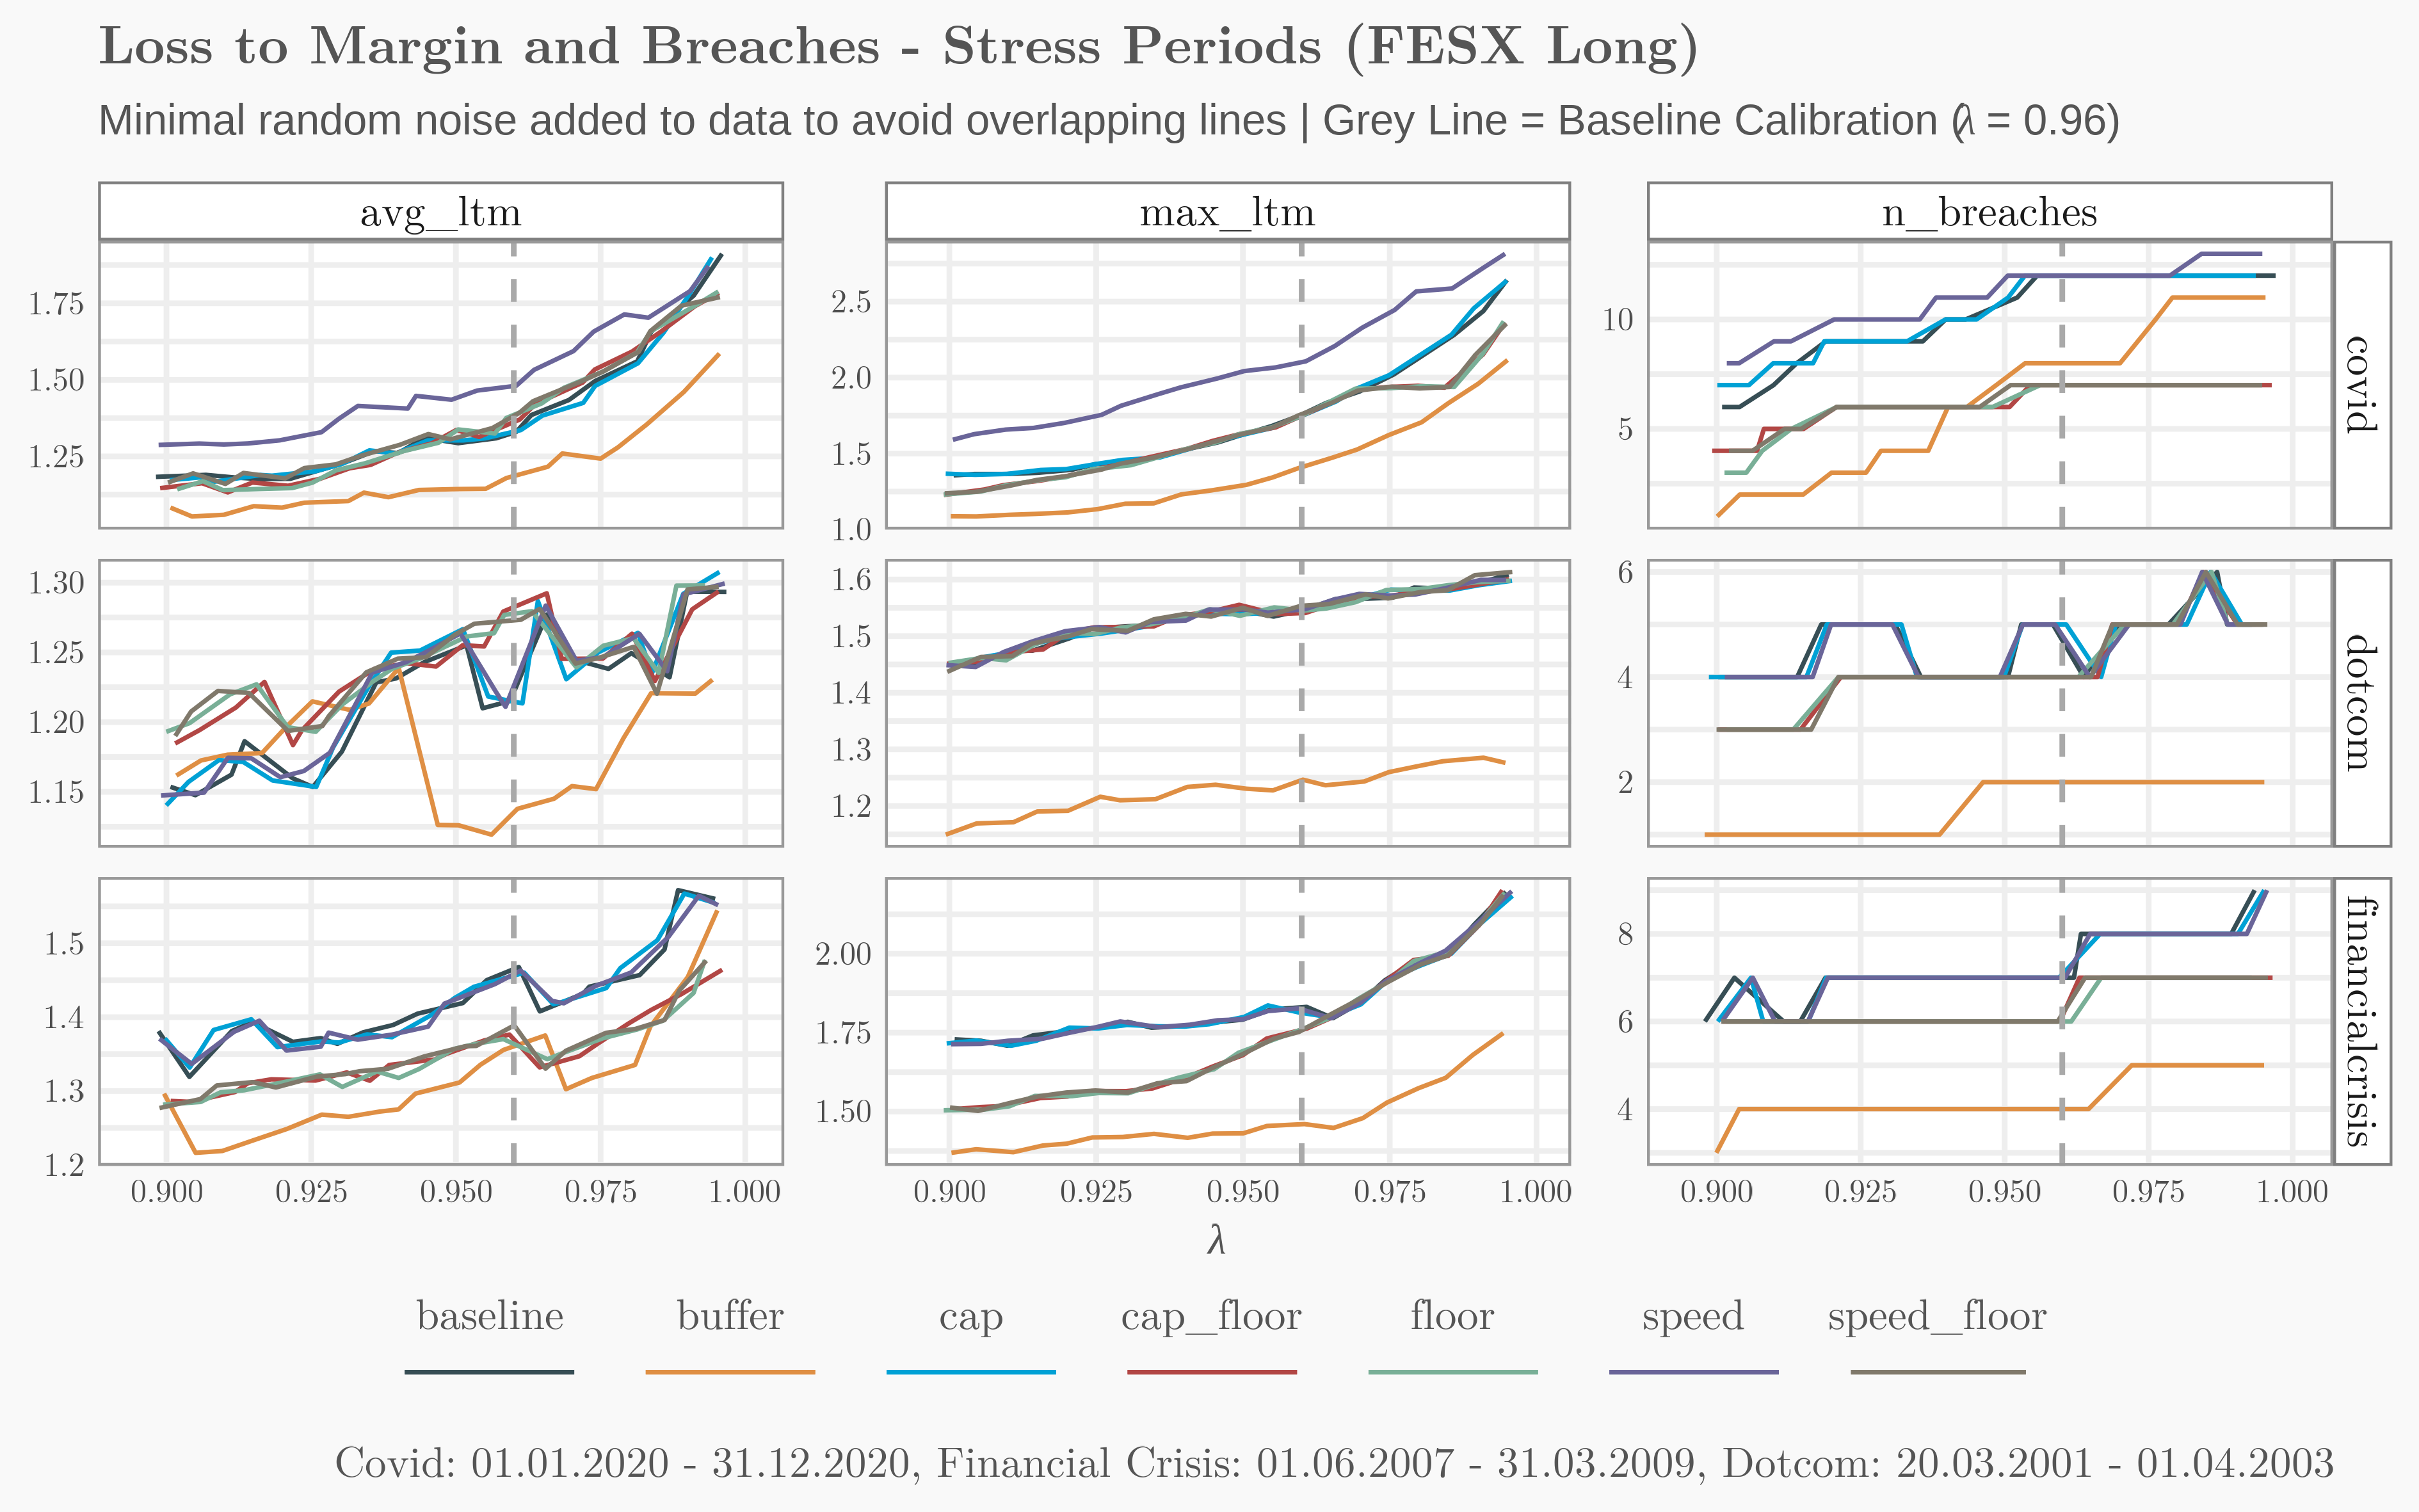 Loss to Margin and Breaches - Stress Periods (FESX Long)
Minimal random noise added to data to avoid overlapping lines | Grey Line = Baseline Calibration (λ = 0.96)
avg_ltm
max_ltm
n_breaches
1.75
1.50
1.25
2.5
2.0
1.5
1.0
10
5
covid
1.30
1.25
1.20
1.15
1.6
1.5
1.4
1.3
1.2
6
4
2
dotcom
1.5
1.4
1.3
1.2
2.00
1.75
1.50
8
6
4
financialcrisis
0.900 0.925 0.950 0.975 1.000
0.900 0.925 0.950 0.975 1.000
0.900 0.925 0.950 0.975 1.000
λ
baseline buffer cap cap_floor floor speed speed_floor
Covid: 01.01.2020 - 31.12.2020, Financial Crisis: 01.06.2007 - 31.03.2009, Dotcom: 20.03.2001 - 01.04.2003